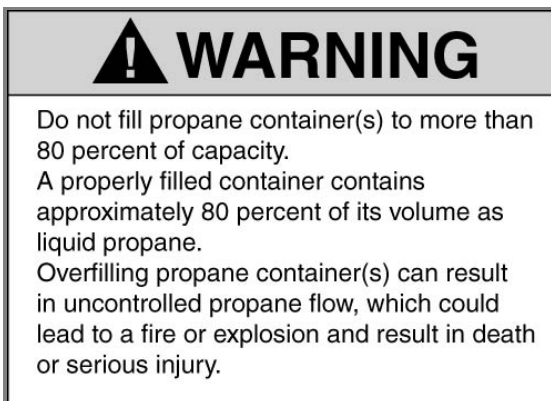 WARNING
Do not fill propane container(s) to more than
80 percent of capacity.
A properly filled container contains
approximately 80 percent of its volume as
liquid propane.
Overfilling propane container(s) can result
in uncontrolled propane flow, which could
lead to a fire or explosion and result in death
or serious injury.